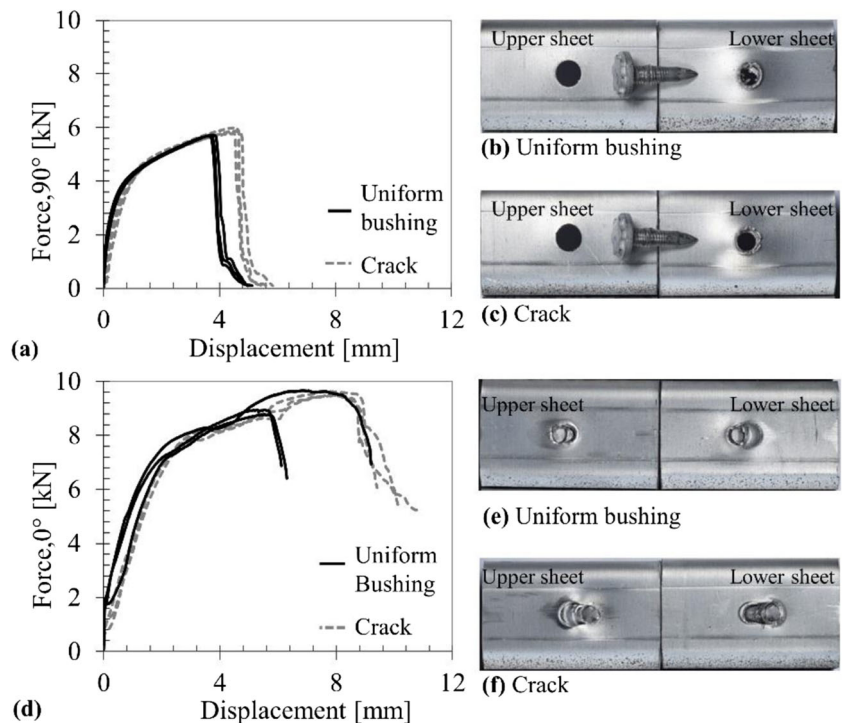 10
8
6
4
2
0
Force,90° [kN]
Uniform
bushing
Crack
0 4 8 12
Displacement [mm]
(a)
Upper sheet Lower sheet
(b) Uniform bushing
Upper sheet Lower sheet
(c) Crack
10
8
6
4
2
0
Force,0° [kN]
Uniform
Bushing
Crack
0 4 8 12
Displacement [mm]
(d)
Upper sheet Lower sheet
(e) Uniform bushing
Upper sheet Lower sheet
(f) Crack